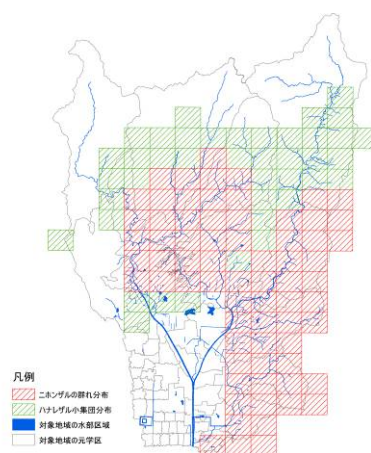 凡例
ニホンザルの群れ分布
ハナレザル小集団分布
対象地域の水部区域
対象地域の元学区